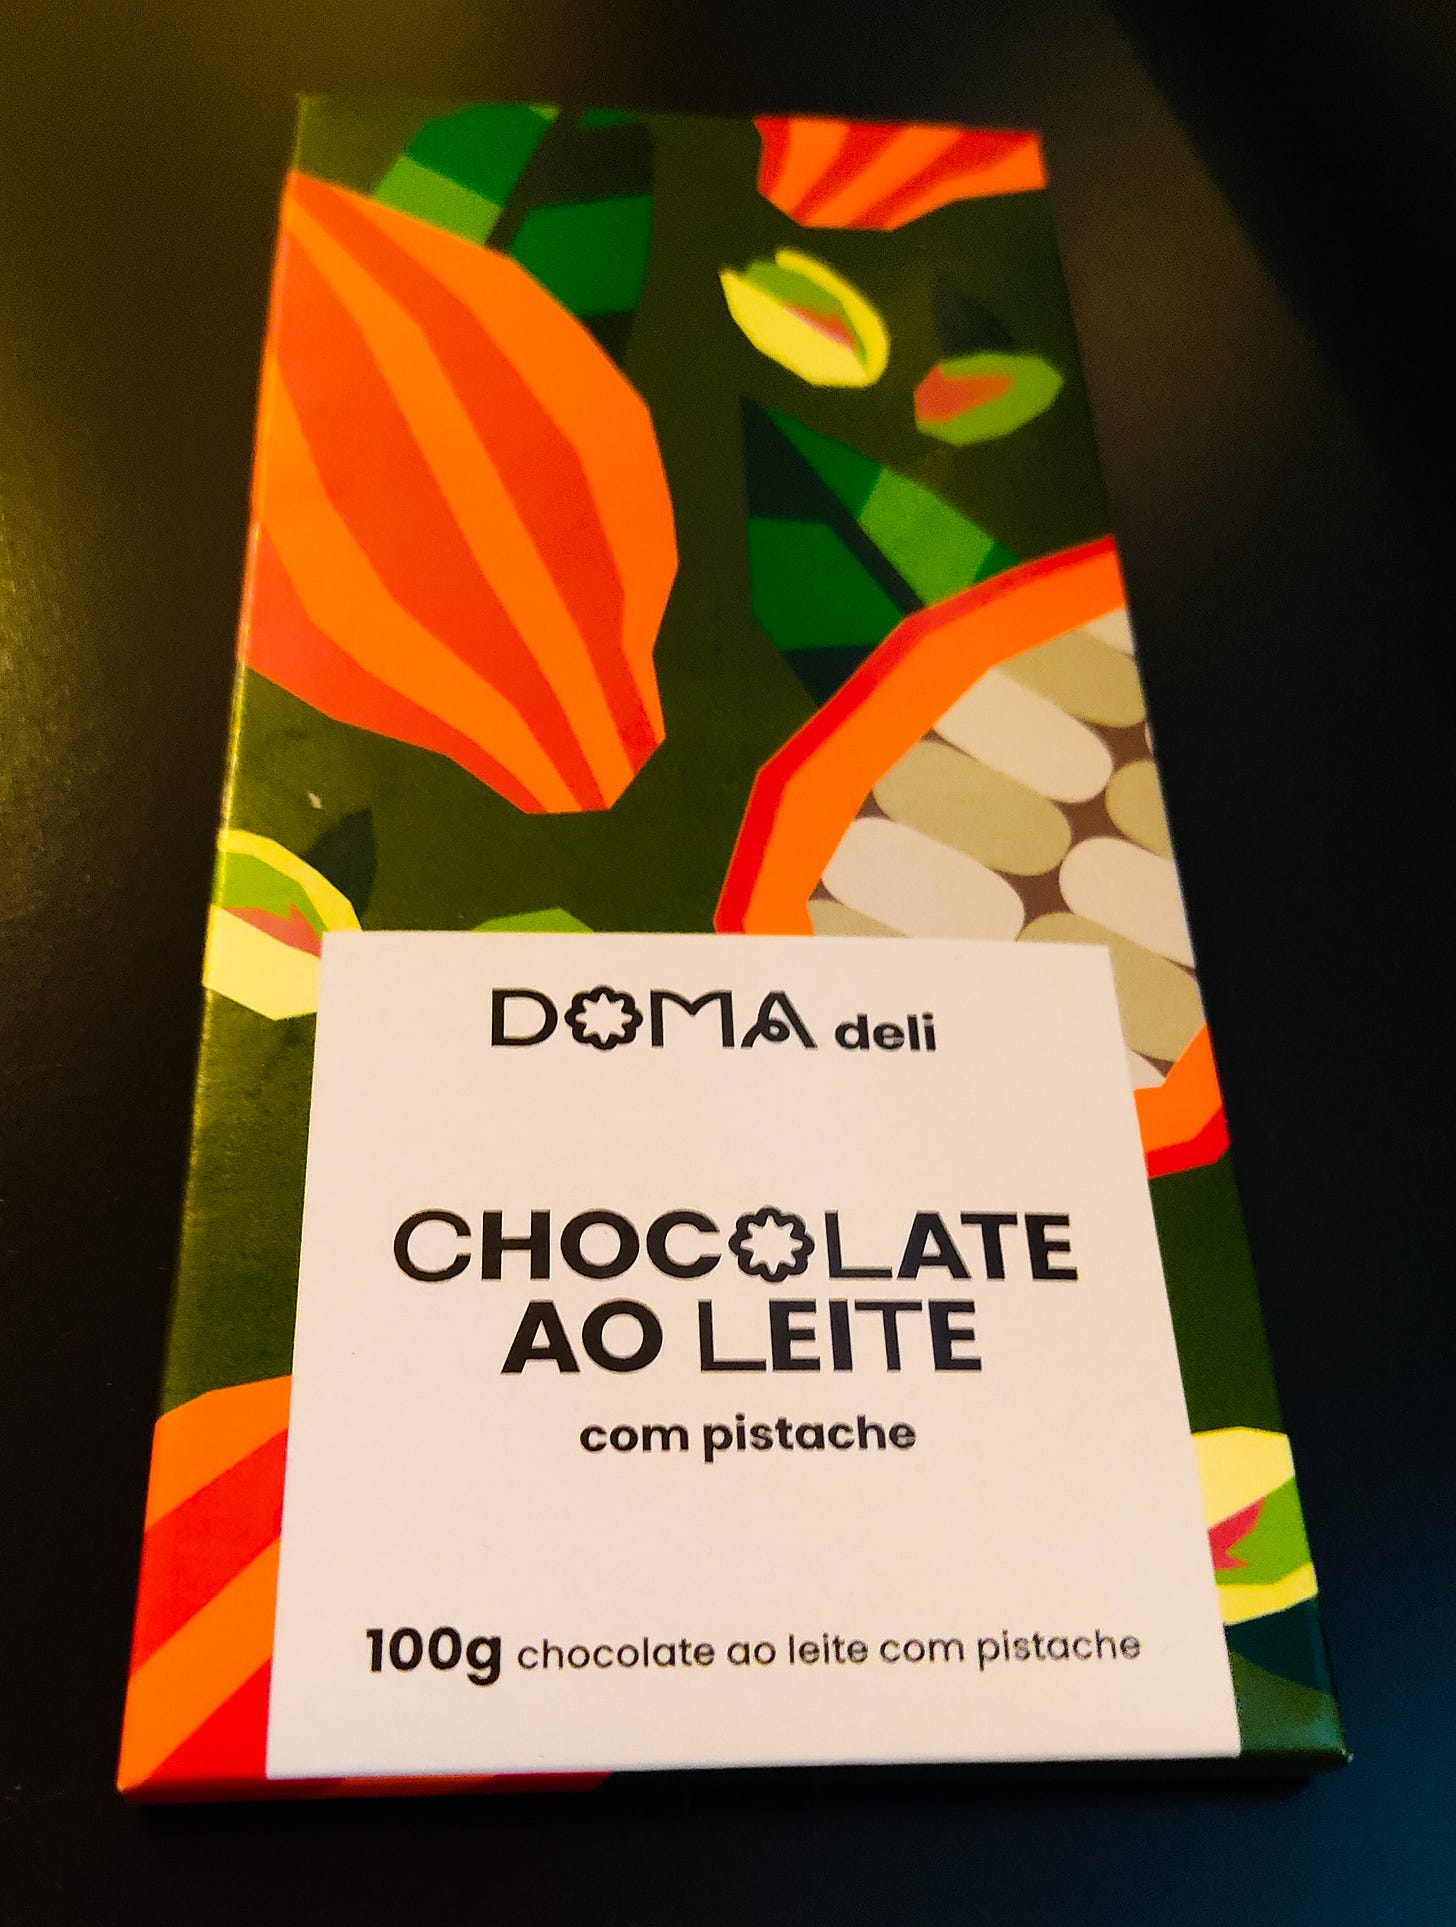 DOMA deli
CHOCOLATE
AO LEITE
com pistache
100g chocolate ao leite com pistache